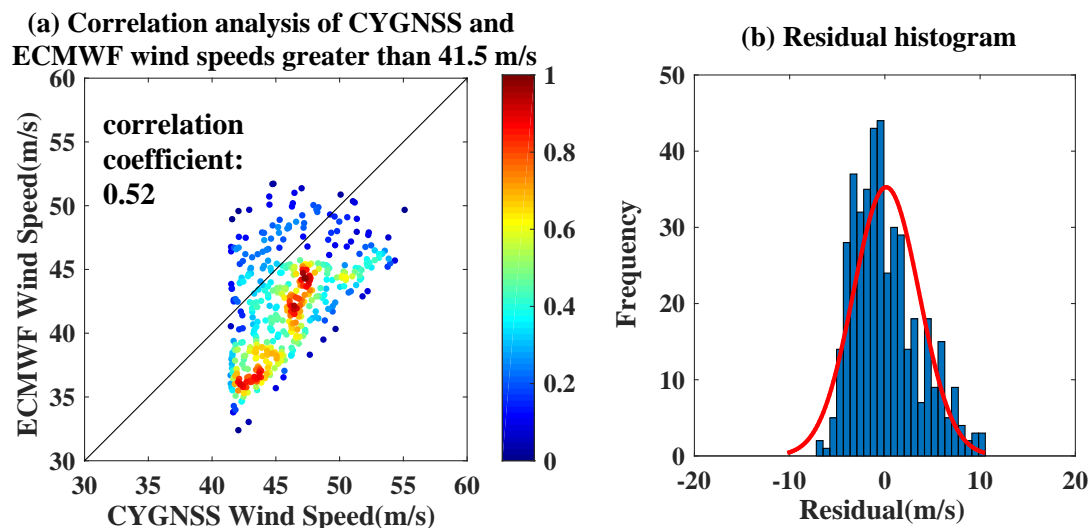 (a) Correlation analysis of CYGNSS and
ECMWF wind speeds greater than 41.5 m/s
correlation
coefficient:
0.52
ECMWF Wind Speed(m/s)
60
55
50
45
40
35
30
30 35 40 45 50 55 60
CYGNSS Wind Speed(m/s)
1
0.8
0.6
0.4
0.2
0
(b) Residual histogram
Frequency
50
40
30
20
10
0
-20 -10 0 10 20
Residual(m/s)